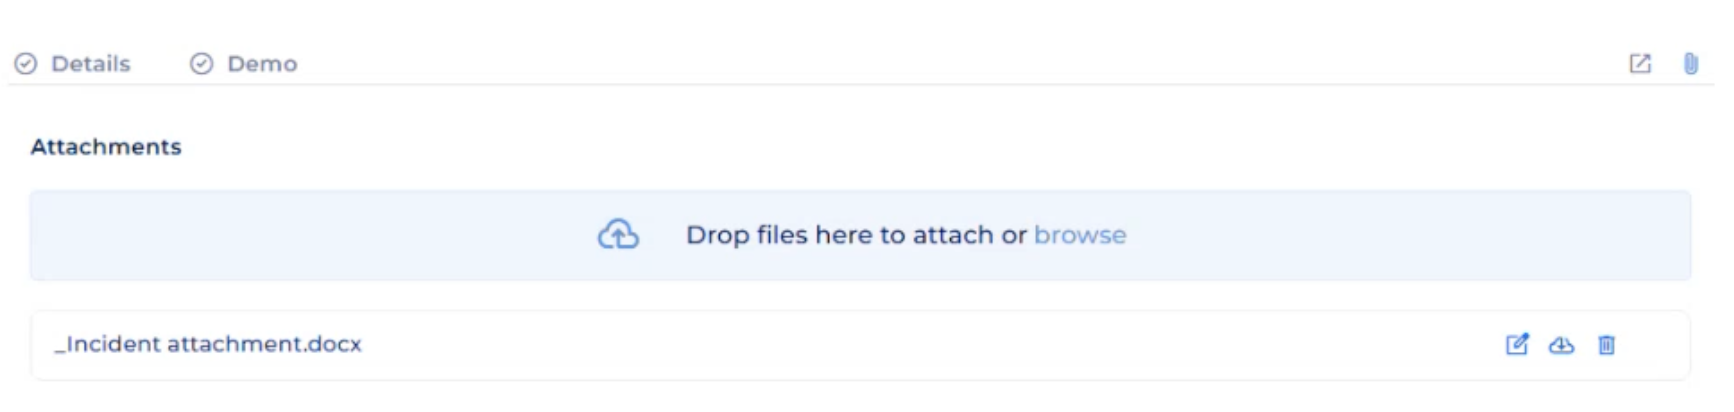 Details Demo
Attachments
Drop files here to attach or browse
_Incident attachment.docx